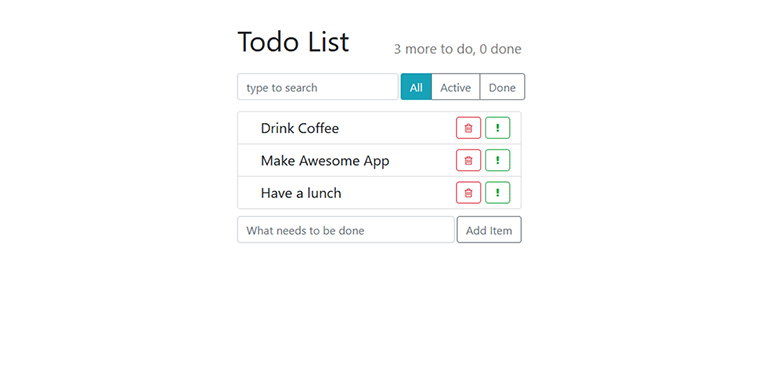 Todo List 3 more to do, 0 done
type to search All Active Done
Drink Coffee
Make Awesome App
Have a lunch
What needs to be done Add Item